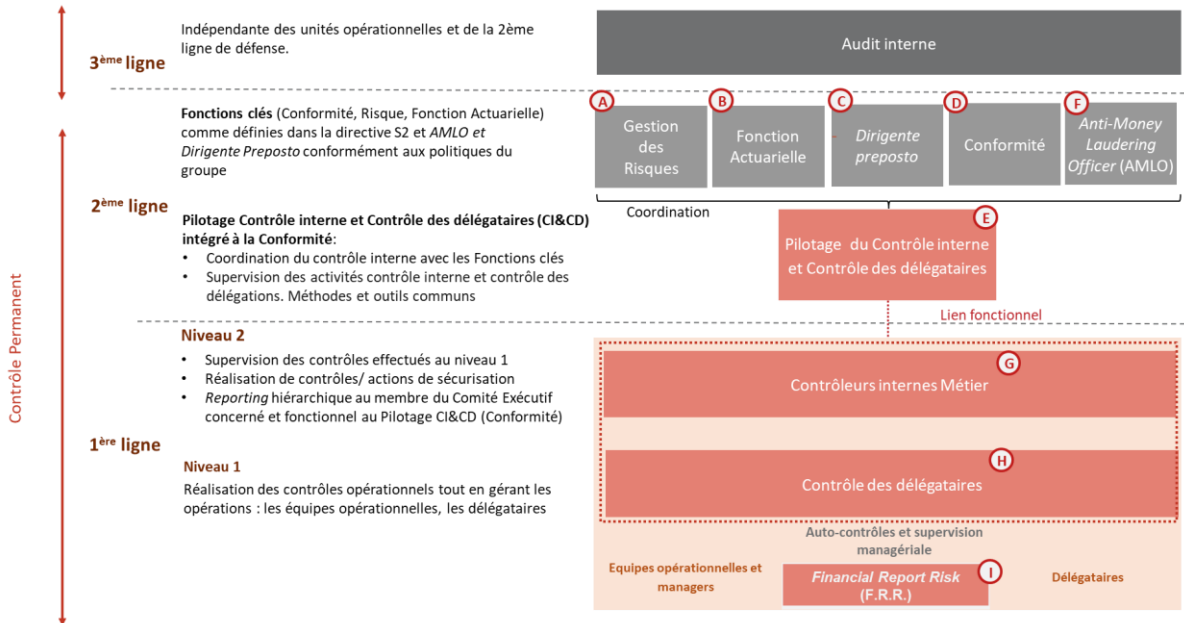 Contrôle Permanent
3ème ligne
Indépendante des unités opérationnelles et de la 2ème
ligne de défense.
Audit interne
2ème ligne
Fonctions clés (Conformité, Risque, Fonction Actuarielle)
comme définies dans la directive S2 et AMLO et
Dirigente Preposto conformément aux politiques du
groupe
A
Gestion
des
Risques
B
Fonction
Actuarielle
C
Dirigente
preposto
D
Conformité
F
Anti-Money
Laudering
Officer (AMLO)
Coordination
Pilotage Contrôle interne et Contrôle des délégataires (CI&CD)
intégré à la Conformité:
• Coordination du contrôle interne avec les Fonctions clés
• Supervision des activités contrôle interne et contrôle des
délégations. Méthodes et outils communs
E
Pilotage du Contrôle interne
et Contrôle des délégataires
Lien fonctionnel
1ère ligne
Niveau 2
• Supervision des contrôles effectués au niveau 1
• Réalisation de contrôles/ actions de sécurisation
• Reporting hiérarchique au membre du Comité Exécutif
concerné et fonctionnel au Pilotage CI&CD (Conformité)
G
Contrôleurs internes Métier
Niveau 1
Réalisation des contrôles opérationnels tout en gérant les
opérations : les équipes opérationnelles, les délégataires
H
Contrôle des délégataires
Auto-contrôles et supervision
managériale
Equipes opérationnelles et
managers
I
Financial Report Risk
(F.R.R.)
Délégataires